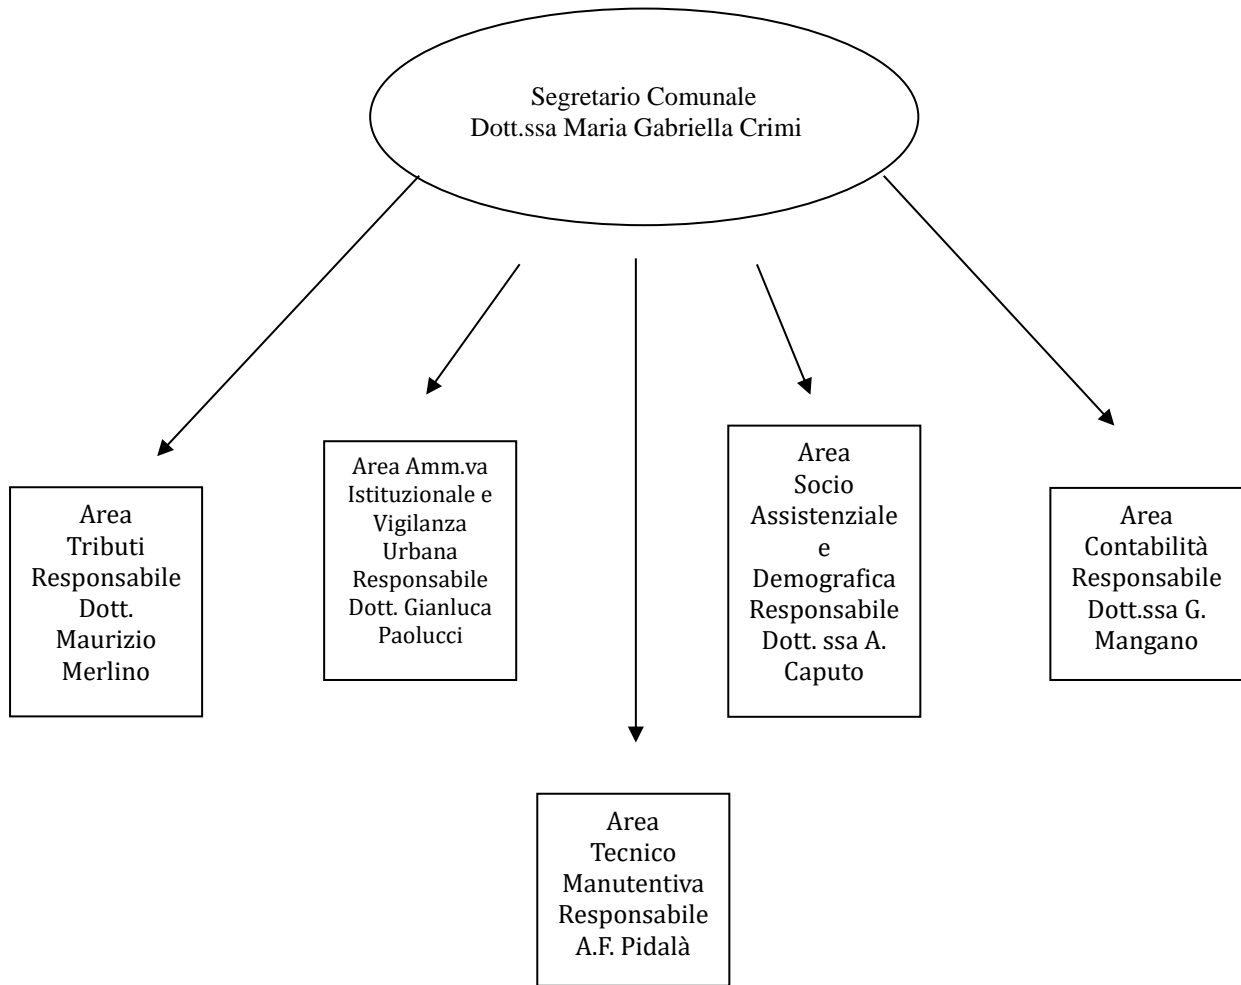 Segretario Comunale
Dott.ssa Maria Gabriella Crimi
Area
Tributi
Responsabile
Dott.
Maurizio
Merlino
Area Amm.va
Istituzionale e
Vigilanza
Urbana
Responsabile
Dott. Gianluca
Paolucci
Area
Socio
Assistenziale
e
Demografica
Responsabile
Dott. ssa A.
Caputo
Area
Contabilità
Responsabile
Dott.ssa G.
Mangano
Area
Tecnico
Manutentiva
Responsabile
A.F. Pidalà